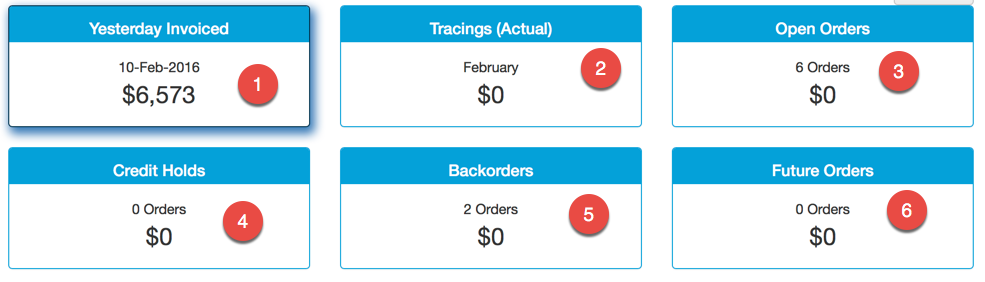 Yesterday Invoiced
10-Feb-2016
$6,573
1
Tracings (Actual)
February
$0
2
Open Orders
6 Orders
$0
3
Credit Holds
0 Orders
$0
4
Backorders
2 Orders
$0
5
Future Orders
0 Orders
$0
6